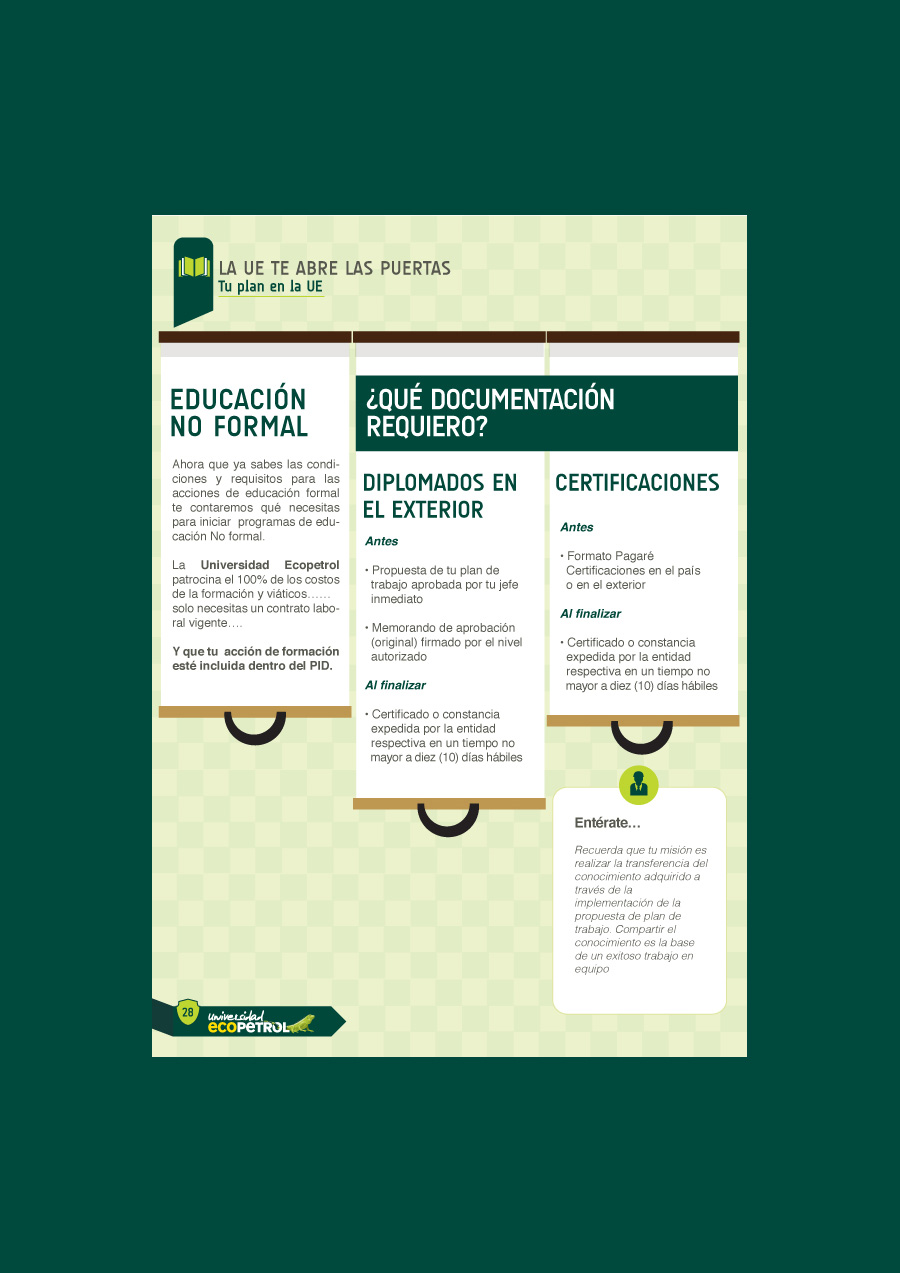 LA UE TE ABRE LAS PUERTAS
Tu plan en la UE
EDUCACIÓN
NO FORMAL
Ahora que ya sabes las condi-
ciones y requisitos para las
acciones de educación formal
te contaremos qué necesitas
para iniciar programas de edu-
cación No formal.
La Universidad Ecopetrol
patrocina el 100% de los costos
de la formación y viáticos……
solo necesitas un contrato labo-
ral vigente….
Y que tu acción de formación
esté incluida dentro del PID.
¿QUÉ DOCUMENTACIÓN
REQUIERO?
DIPLOMADOS EN
EL EXTERIOR
Antes
• Propuesta de tu plan de
trabajo aprobada por tu jefe
inmediato
• Memorando de aprobación
(original) firmado por el nivel
autorizado
Al finalizar
• Certificado o constancia
expedida por la entidad
respectiva en un tiempo no
mayor a diez (10) días hábiles
CERTIFICACIONES
Antes
• Formato Pagaré
Certificaciones en el país
o en el exterior
Al finalizar
• Certificado o constancia
expedida por la entidad
respectiva en un tiempo no
mayor a diez (10) días hábiles
Entérate…
Recuerda que tu misión es
realizar la transferencia del
conocimiento adquirido a
través de la
implementación de la
propuesta de plan de
trabajo. Compartir el
conocimiento es la base
de un exitoso trabajo en
equipo
28
universidad
ecopetrol